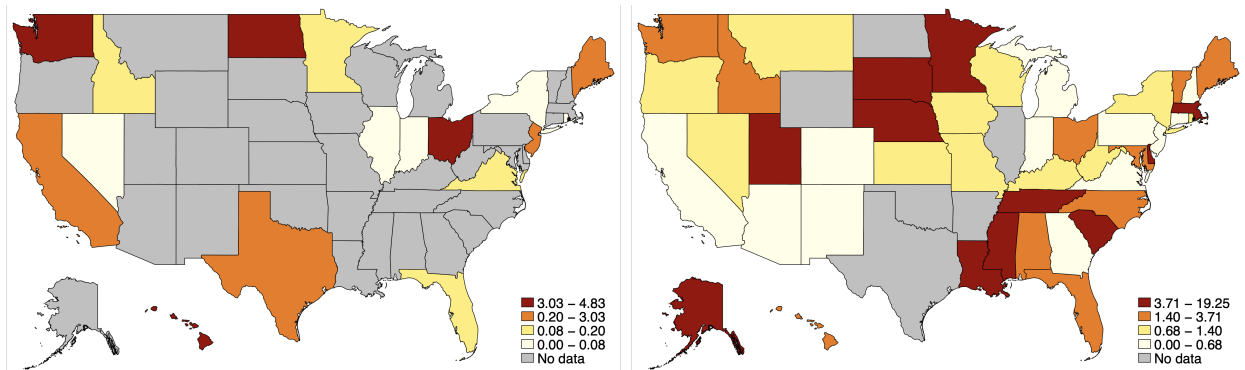 3.03 – 4.83
0.20 – 3.03
0.08 – 0.20
0.00 – 0.08
No data
3.71 – 19.25
1.40 – 3.71
0.68 – 1.40
0.00 – 0.68
No data